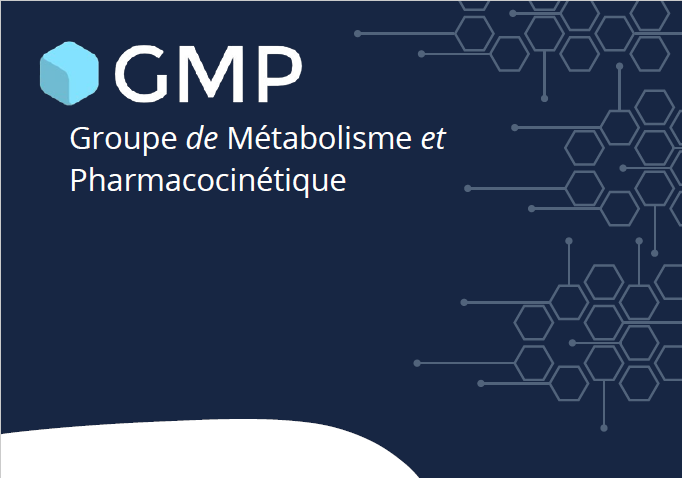 GMP
Groupe de Métabolisme et
Pharmacocinétique